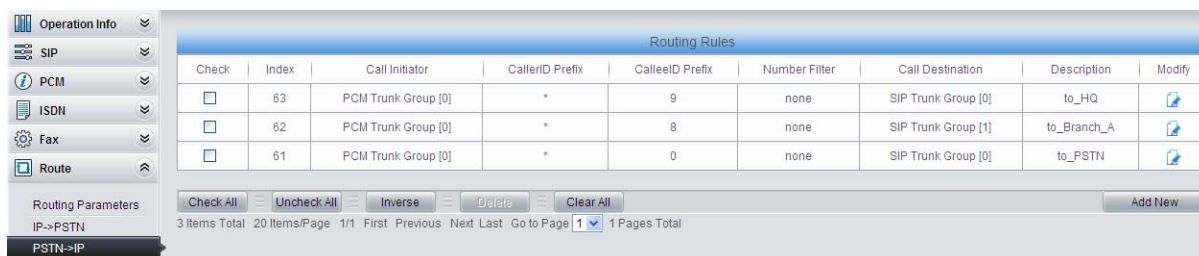 Operation Info
SIP
PCM
ISDN
Fax
Route
Routing Parameters
IP->PSTN
PSTN->IP
Routing Rules
Check Index Call Initiator CallerID Prefix CalleeID Prefix Number Filter Call Destination Description Modify
63 PCM Trunk Group [0] * 9 none SIP Trunk Group [0] to_HQ
62 PCM Trunk Group [0] * 8 none SIP Trunk Group [1] to_Branch_A
61 PCM Trunk Group [0] * 0 none SIP Trunk Group [0] to_PSTN
Check All Uncheck All Inverse Delete Clear All Add New
3 Items Total 20 Items/Page 1/1 First Previous Next Last Go to Page 1 1 Pages Total